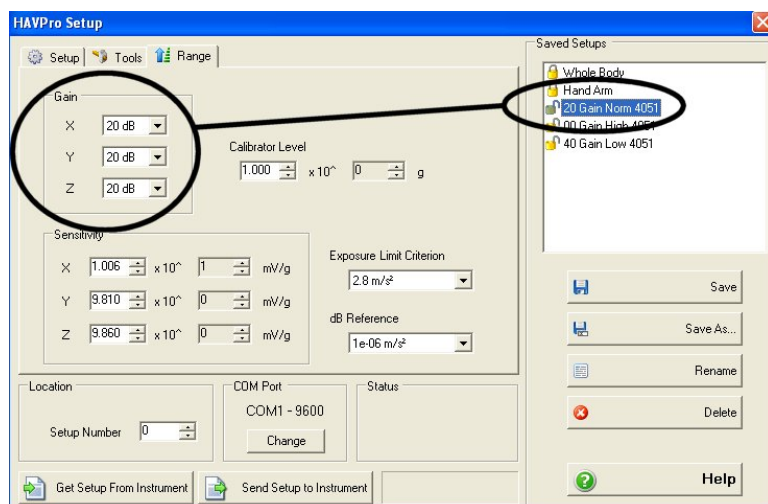 HAVPro Setup
Setup Tools Range
Gain
X 20 dB
Y 20 dB
Z 20 dB
Calibrator Level
1.000 x10^ 0 g
Sensitivity
X 1.006 x10^ 1 mV/g
Y 9.810 x10^ 0 mV/g
Z 9.860 x10^ 0 mV/g
Exposure Limit Criterion
2.8 m/s²
dB Reference
1e-06 m/s²
Location
Setup Number 0
COM Port
COM1 - 9600
Change
Status
Get Setup From Instrument
Send Setup to Instrument
Saved Setups
Whole Body
Hand Arm
20 Gain Norm 4051
00 Gain High 4051
40 Gain Low 4051
Save
Save As...
Rename
Delete
Help